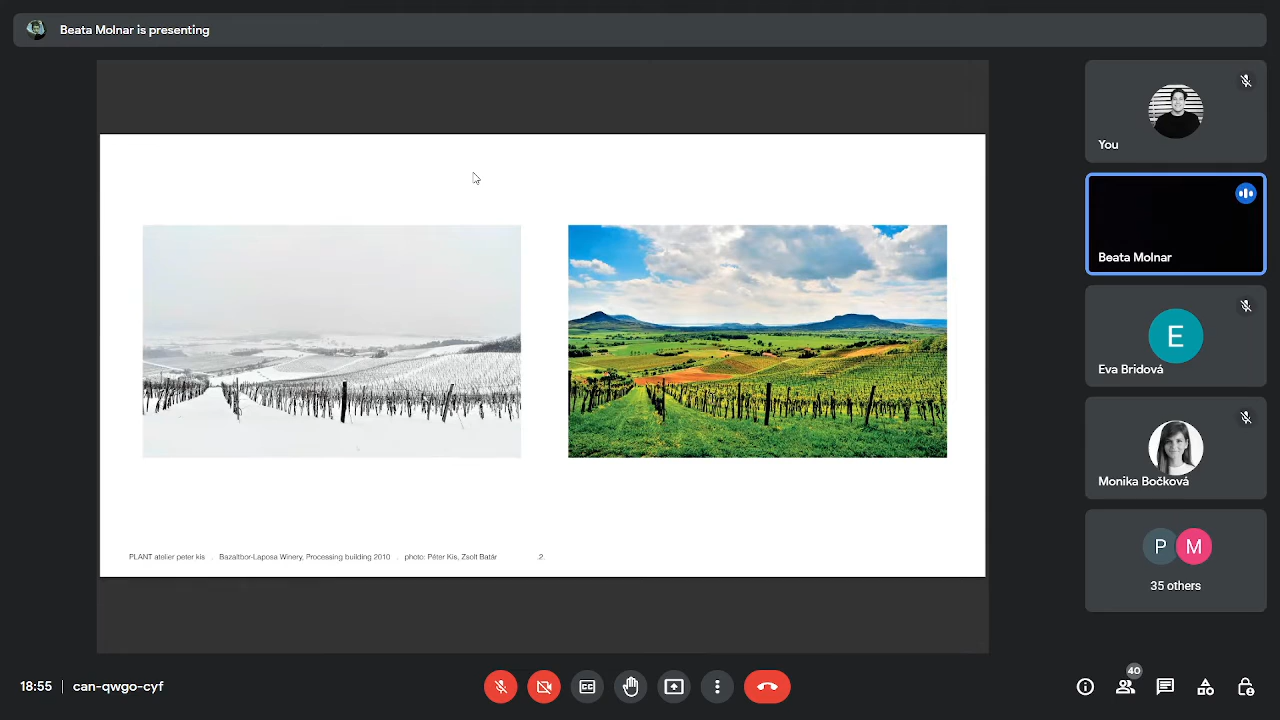 Beata Molnar is presenting
You
Beata Molnar
Eva Bridová
Monika Bočková
P M
35 others
PLANT atelier peter kis . Bazaltbor-Laposa Winery, Processing building 2010 . photo: Péter Kis, Zsolt Batár .2.
E
40
18:55 | can-qwgo-cyf